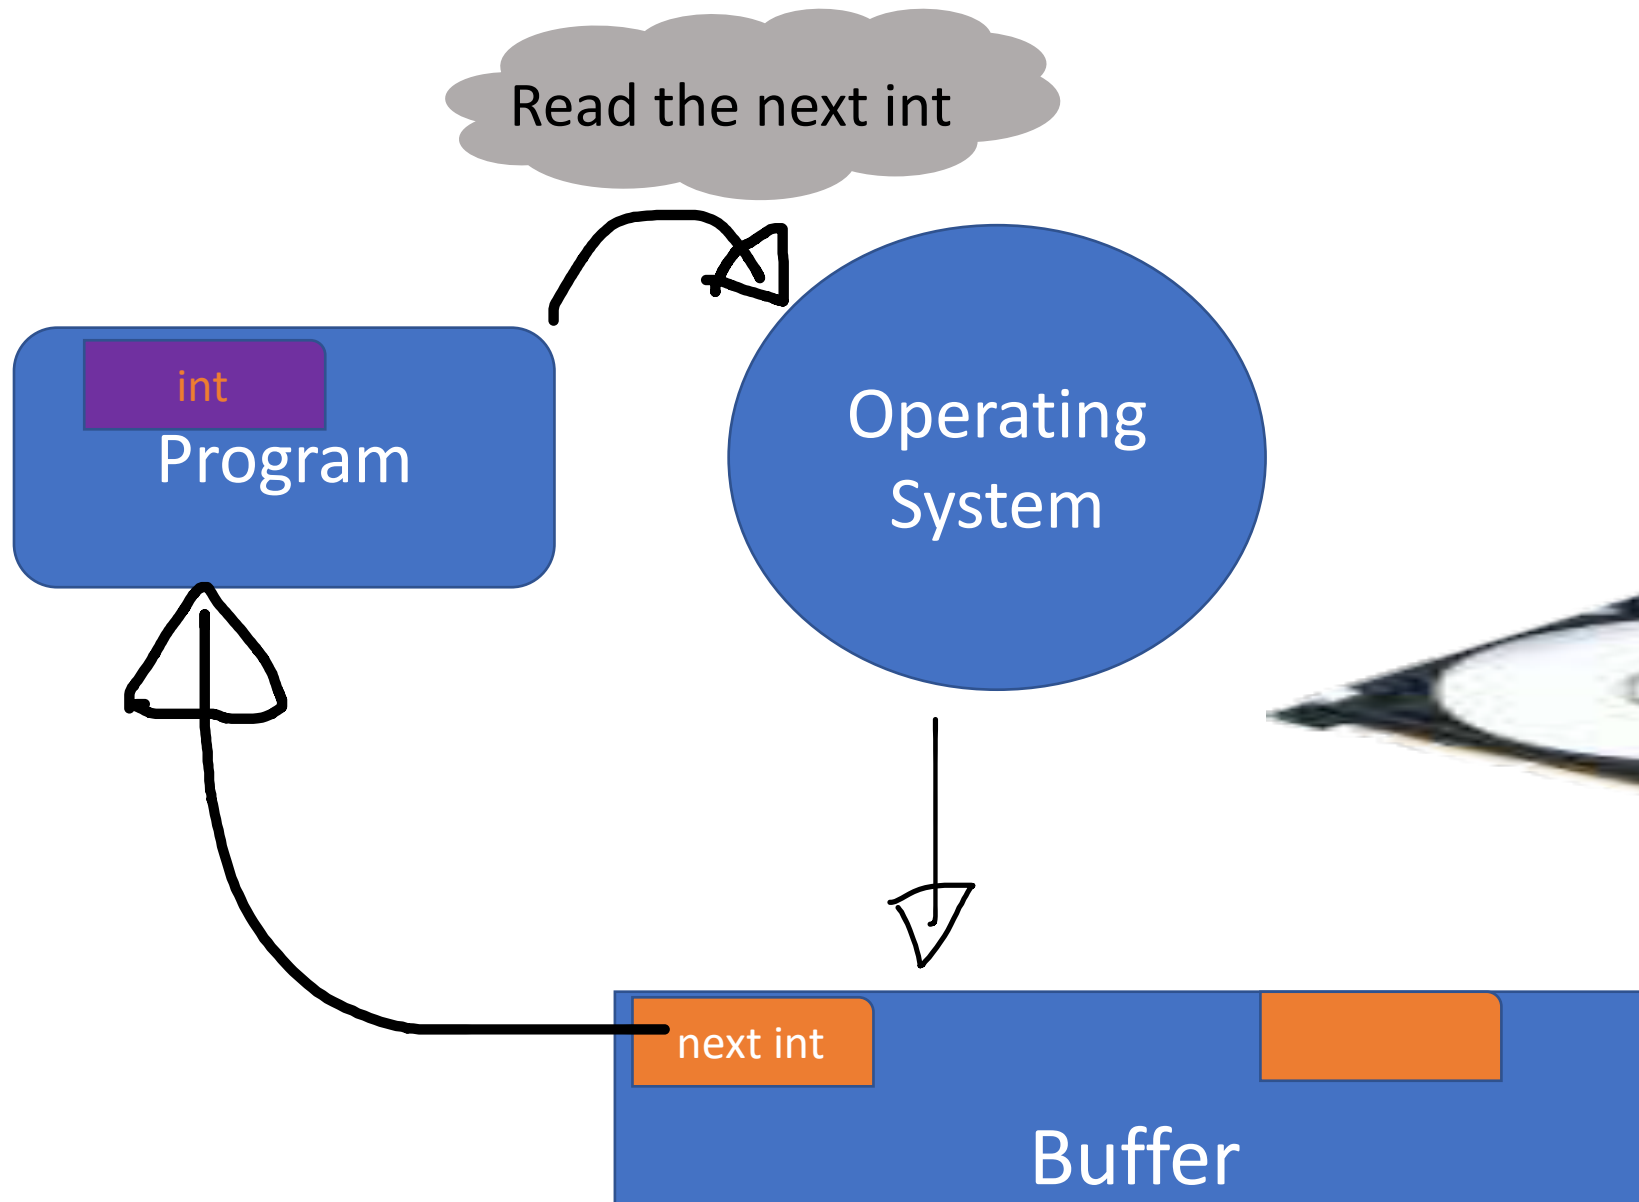 Read the next int
int
Program
Operating
System
next int
Buffer